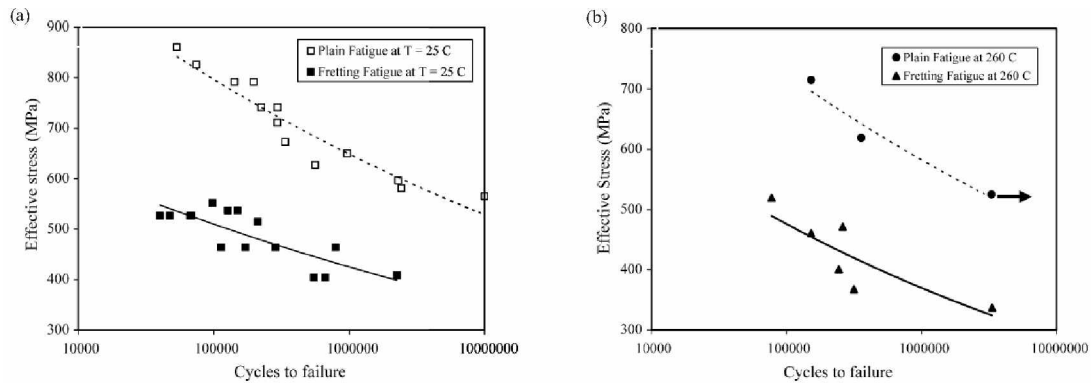 (a)
Effective stress (MPa)
900
800
700
600
500
400
300
10000
100000
1000000
10000000
Cycles to failure
Plain Fatigue at T = 25 C
Fretting Fatigue at T = 25 C
(b)
Effective Stress (MPa)
800
700
600
500
400
300
10000
100000
1000000
10000000
Cycles to failure
Plain Fatigue at 260 C
Fretting Fatigue at 260 C